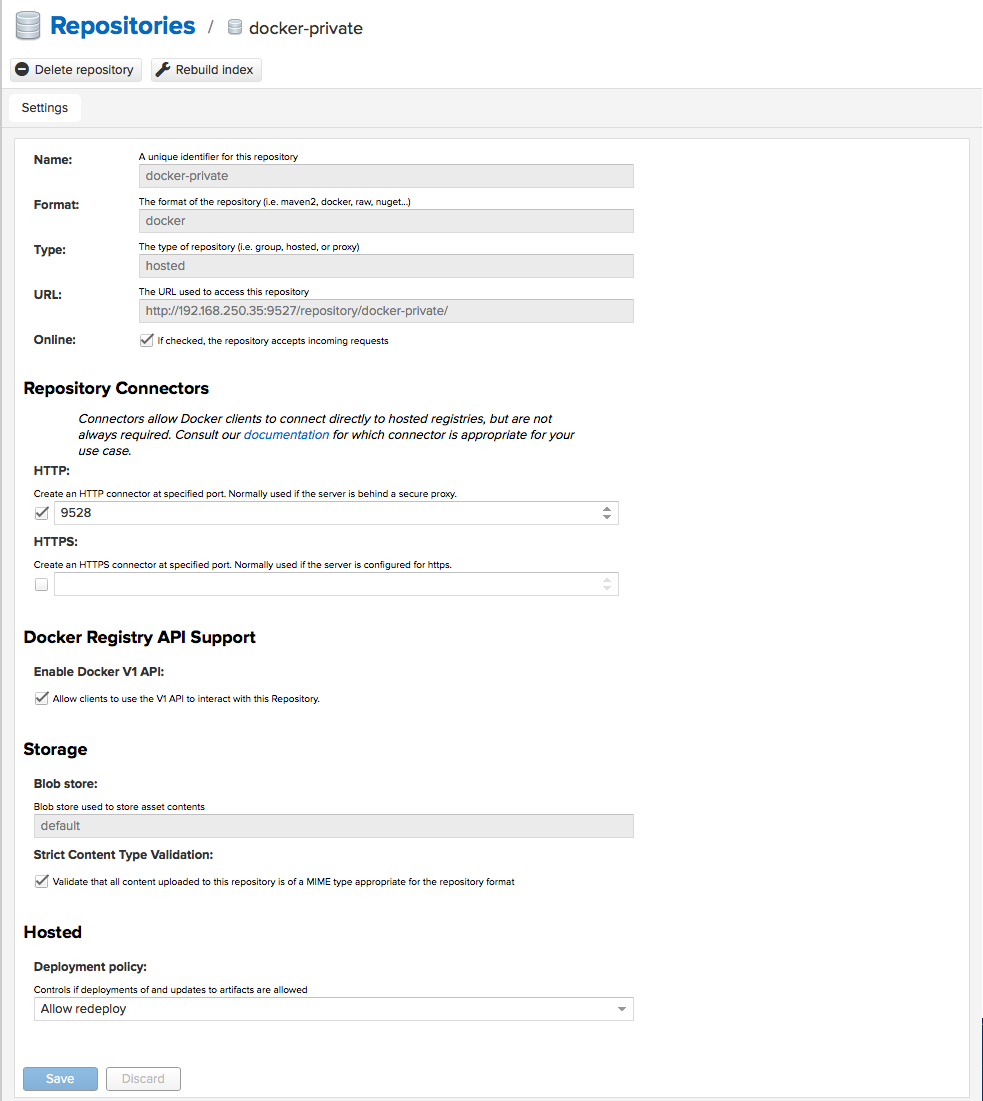 Repositories / docker-private
Delete repository Rebuild index
Settings
Name: A unique identifier for this repository
docker-private
Format: The format of the repository (i.e. maven2, docker, raw, nuget...)
docker
Type: The type of repository (i.e. group, hosted, or proxy)
hosted
URL: The URL used to access this repository
http://192.168.250.35:9527/repository/docker-private/
Online: If checked, the repository accepts incoming requests
Repository Connectors
Connectors allow Docker clients to connect directly to hosted registries, but are not
always required. Consult our documentation for which connector is appropriate for your
use case.
HTTP:
Create an HTTP connector at specified port. Normally used if the server is behind a secure proxy.
9528
HTTPS:
Create an HTTPS connector at specified port. Normally used if the server is configured for https.
Docker Registry API Support
Enable Docker V1 API:
Allow clients to use the V1 API to interact with this Repository.
Storage
Blob store:
Blob store used to store asset contents
default
Strict Content Type Validation:
Validate that all content uploaded to this repository is of a MIME type appropriate for the repository format
Hosted
Deployment policy:
Controls if deployments of and updates to artifacts are allowed
Allow redeploy
Save Discard